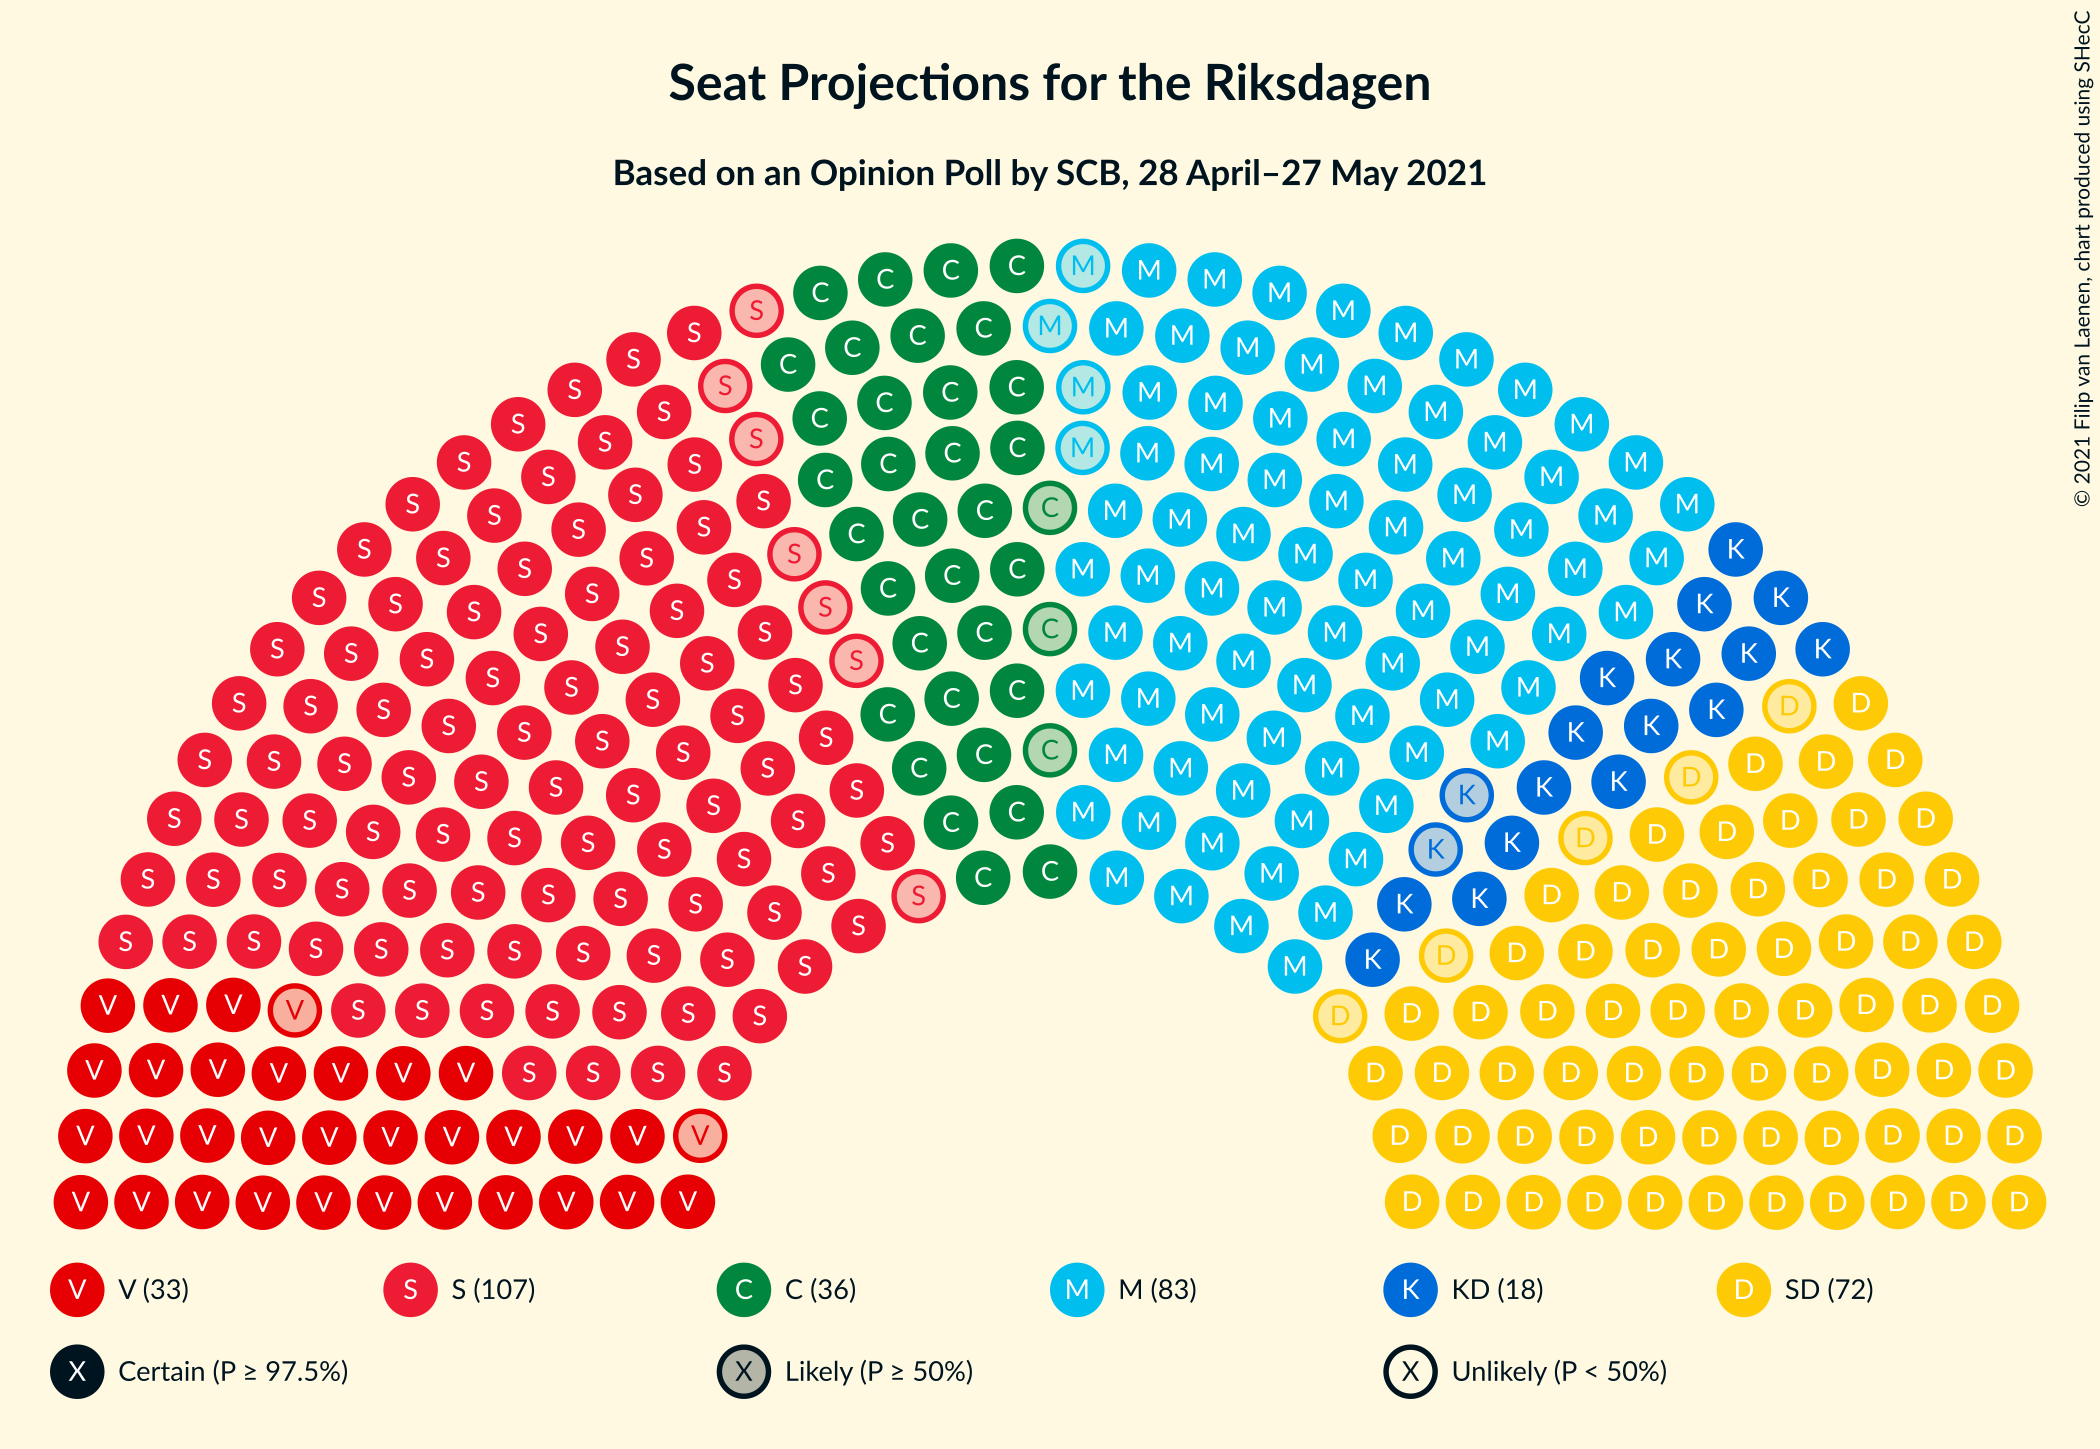 Seat Projections for the Riksdagen
Based on an Opinion Poll by SCB, 28 April–27 May 2021
© 2021 Filip van Laenen, chart produced using SHecC
V V (33) S S (107) C C (36) M M (83) K KD (18) D SD (72)
X Certain (P ≥ 97.5%) X Likely (P ≥ 50%) X Unlikely (P < 50%)